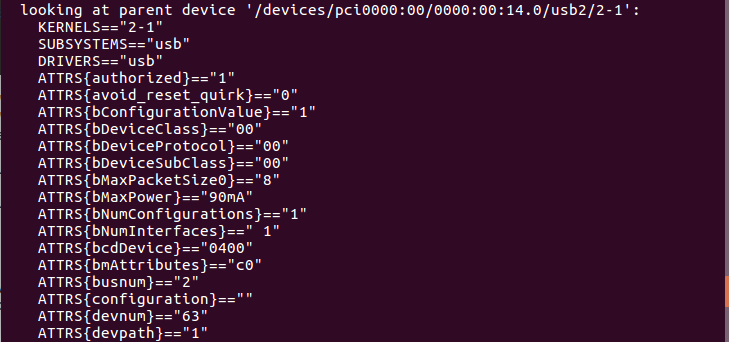 looking at parent device '/devices/pci0000:00/0000:00:14.0/usb2/2-1':
KERNELS=="2-1"
SUBSYSTEMS=="usb"
DRIVERS=="usb"
ATTRS{authorized}=="1"
ATTRS{avoid_reset_quirk}=="0"
ATTRS{bConfigurationValue}=="1"
ATTRS{bDeviceClass}=="00"
ATTRS{bDeviceProtocol}=="00"
ATTRS{bDeviceSubClass}=="00"
ATTRS{bMaxPacketSize0}=="8"
ATTRS{bMaxPower}=="90mA"
ATTRS{bNumConfigurations}=="1"
ATTRS{bNumInterfaces}==" 1"
ATTRS{bcdDevice}=="0400"
ATTRS{bmAttributes}=="c0"
ATTRS{busnum}=="2"
ATTRS{configuration}==""
ATTRS{devnum}=="63"
ATTRS{devpath}=="1"